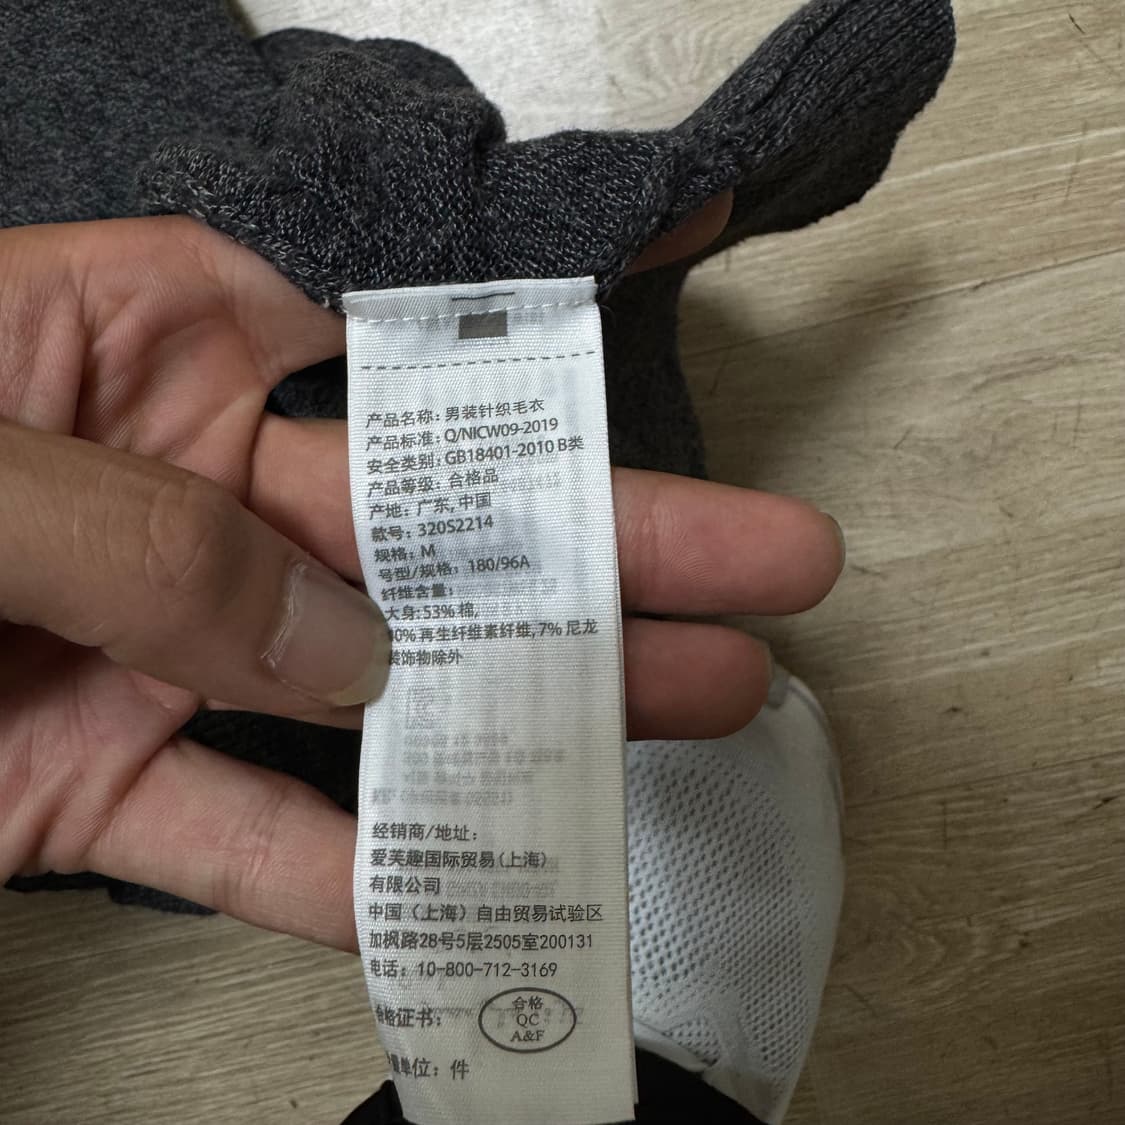 产品名称: 男装针织毛衣
产品标准: Q/NICW09-2019
安全类别: GB18401-2010 B类
产品等级: 合格品
产地: 广东, 中国
款号: 320S2214
规格: M
号型/规格: 180/96A
纤维含量:
大身: 53% 棉,
40% 再生纤维素纤维, 7% 尼龙
装饰物除外
经销商/地址:
爱芙趣国际贸易(上海)
有限公司
中国（上海）自由贸易试验区
加枫路28号5层2505室200131
电话: 10-800-712-3169
合格证书:
合格
QC
A&F
单位: 件